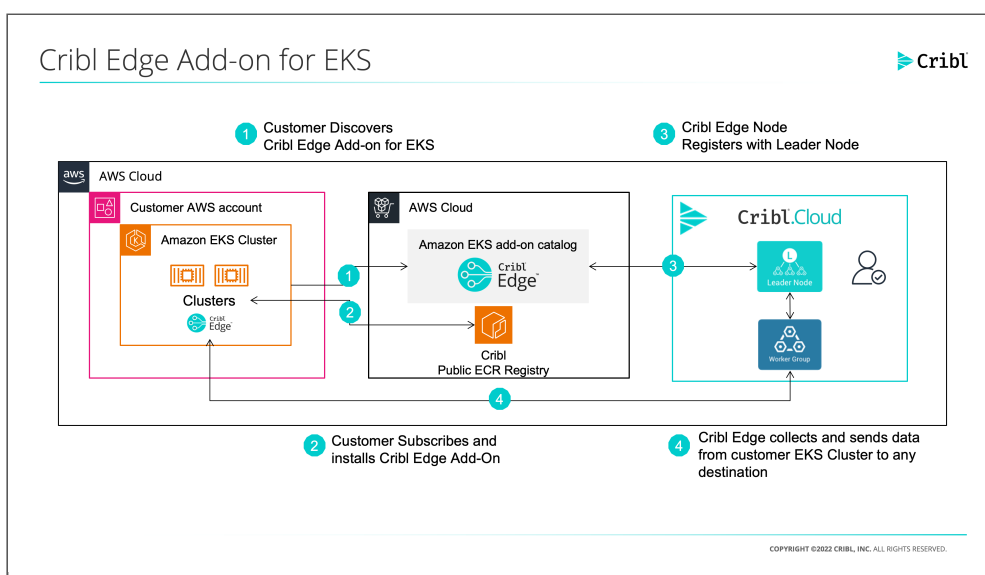 Cribl Edge Add-on for EKS
Cribl
1
Customer Discovers
Cribl Edge Add-on for EKS
3
Cribl Edge Node
Registers with Leader Node
aws
AWS Cloud
Customer AWS account
Amazon EKS Cluster
K
Clusters
Cribl
Edge™
1
2
AWS Cloud
Amazon EKS add-on catalog
Cribl
Edge™
Cribl
Public ECR Registry
3
Cribl.Cloud
L
Leader Node
Worker Group
4
2
Customer Subscribes and
installs Cribl Edge Add-On
4
Cribl Edge collects and sends data
from customer EKS Cluster to any
destination
COPYRIGHT ©2022 CRIBL, INC. ALL RIGHTS RESERVED.